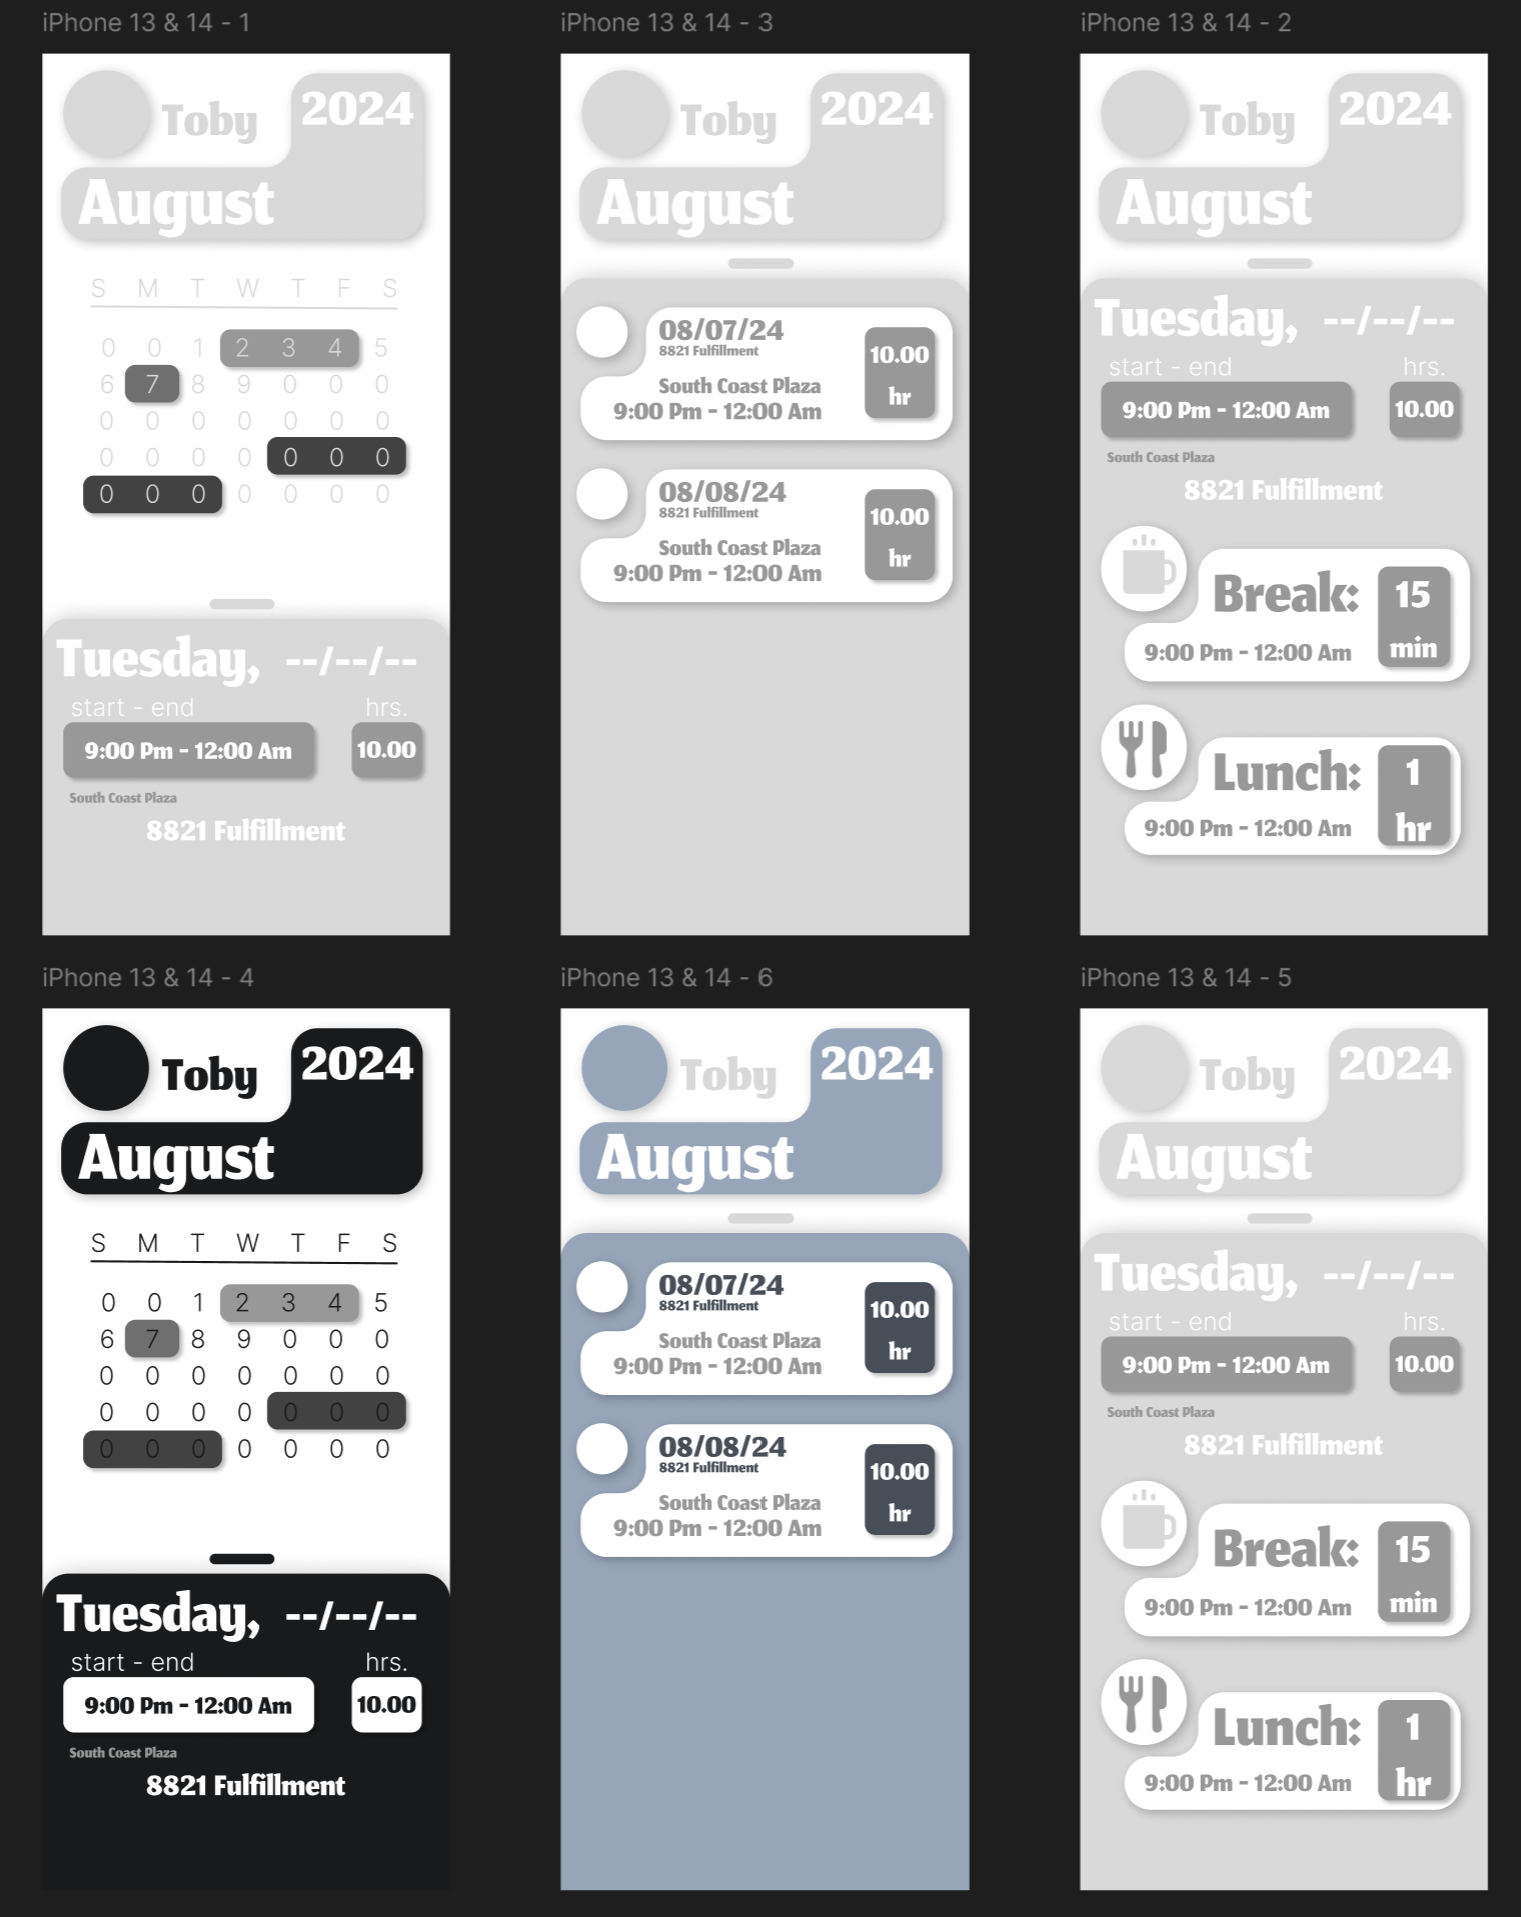 iPhone 13 & 14 - 1
Toby
2024
August
S M T W T F S
0 0 1 2 3 4 5
6 7 8 9 0 0 0
0 0 0 0 0 0 0
0 0 0 0 0 0 0
0 0 0 0 0 0 0
Tuesday, --/--/--
start - end hrs.
9:00 Pm - 12:00 Am 10.00
South Coast Plaza
8821 Fulfillment
iPhone 13 & 14 - 3
Toby
2024
August
08/07/24
8821 Fulfillment
South Coast Plaza
9:00 Pm - 12:00 Am
10.00
hr
08/08/24
8821 Fulfillment
South Coast Plaza
9:00 Pm - 12:00 Am
10.00
hr
iPhone 13 & 14 - 2
Toby
2024
August
Tuesday, --/--/--
start - end hrs.
9:00 Pm - 12:00 Am 10.00
South Coast Plaza
8821 Fulfillment
Break:
9:00 Pm - 12:00 Am
15
min
Lunch:
9:00 Pm - 12:00 Am
1
hr
iPhone 13 & 14 - 4
Toby
2024
August
S M T W T F S
0 0 1 2 3 4 5
6 7 8 9 0 0 0
0 0 0 0 0 0 0
0 0 0 0 0 0 0
0 0 0 0 0 0 0
Tuesday, --/--/--
start - end hrs.
9:00 Pm - 12:00 Am 10.00
South Coast Plaza
8821 Fulfillment
iPhone 13 & 14 - 6
Toby
2024
August
08/07/24
8821 Fulfillment
South Coast Plaza
9:00 Pm - 12:00 Am
10.00
hr
08/08/24
8821 Fulfillment
South Coast Plaza
9:00 Pm - 12:00 Am
10.00
hr
iPhone 13 & 14 - 5
Toby
2024
August
Tuesday, --/--/--
start - end hrs.
9:00 Pm - 12:00 Am 10.00
South Coast Plaza
8821 Fulfillment
Break:
9:00 Pm - 12:00 Am
15
min
Lunch:
9:00 Pm - 12:00 Am
1
hr